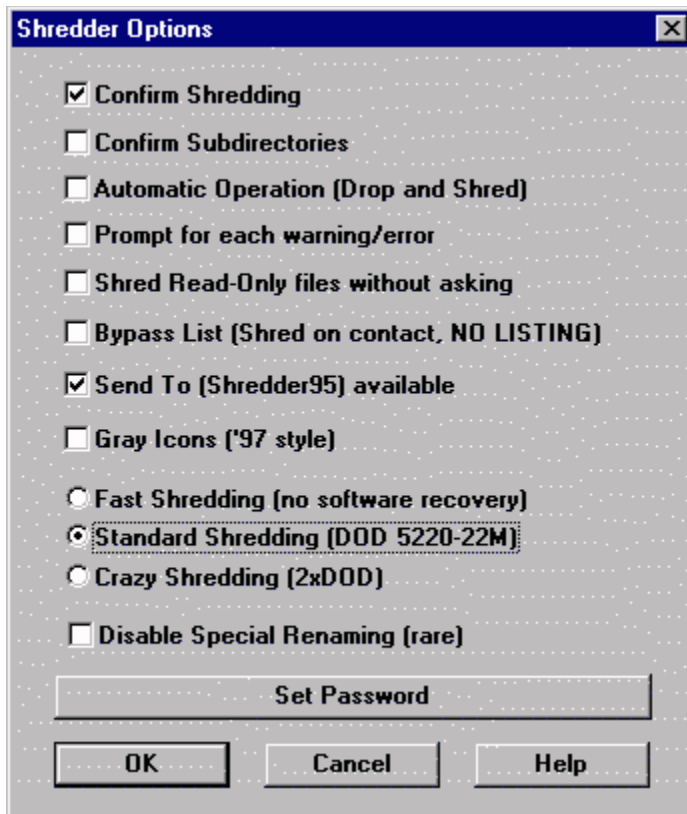 Shredder Options
Confirm Shredding
Confirm Subdirectories
Automatic Operation (Drop and Shred)
Prompt for each warning/error
Shred Read-Only files without asking
Bypass List (Shred on contact, NO LISTING)
Send To (Shredder95) available
Gray Icons ('97 style)
Fast Shredding (no software recovery)
Standard Shredding (DOD 5220-22M)
Crazy Shredding (2xDOD)
Disable Special Renaming (rare)
Set Password
OK Cancel Help